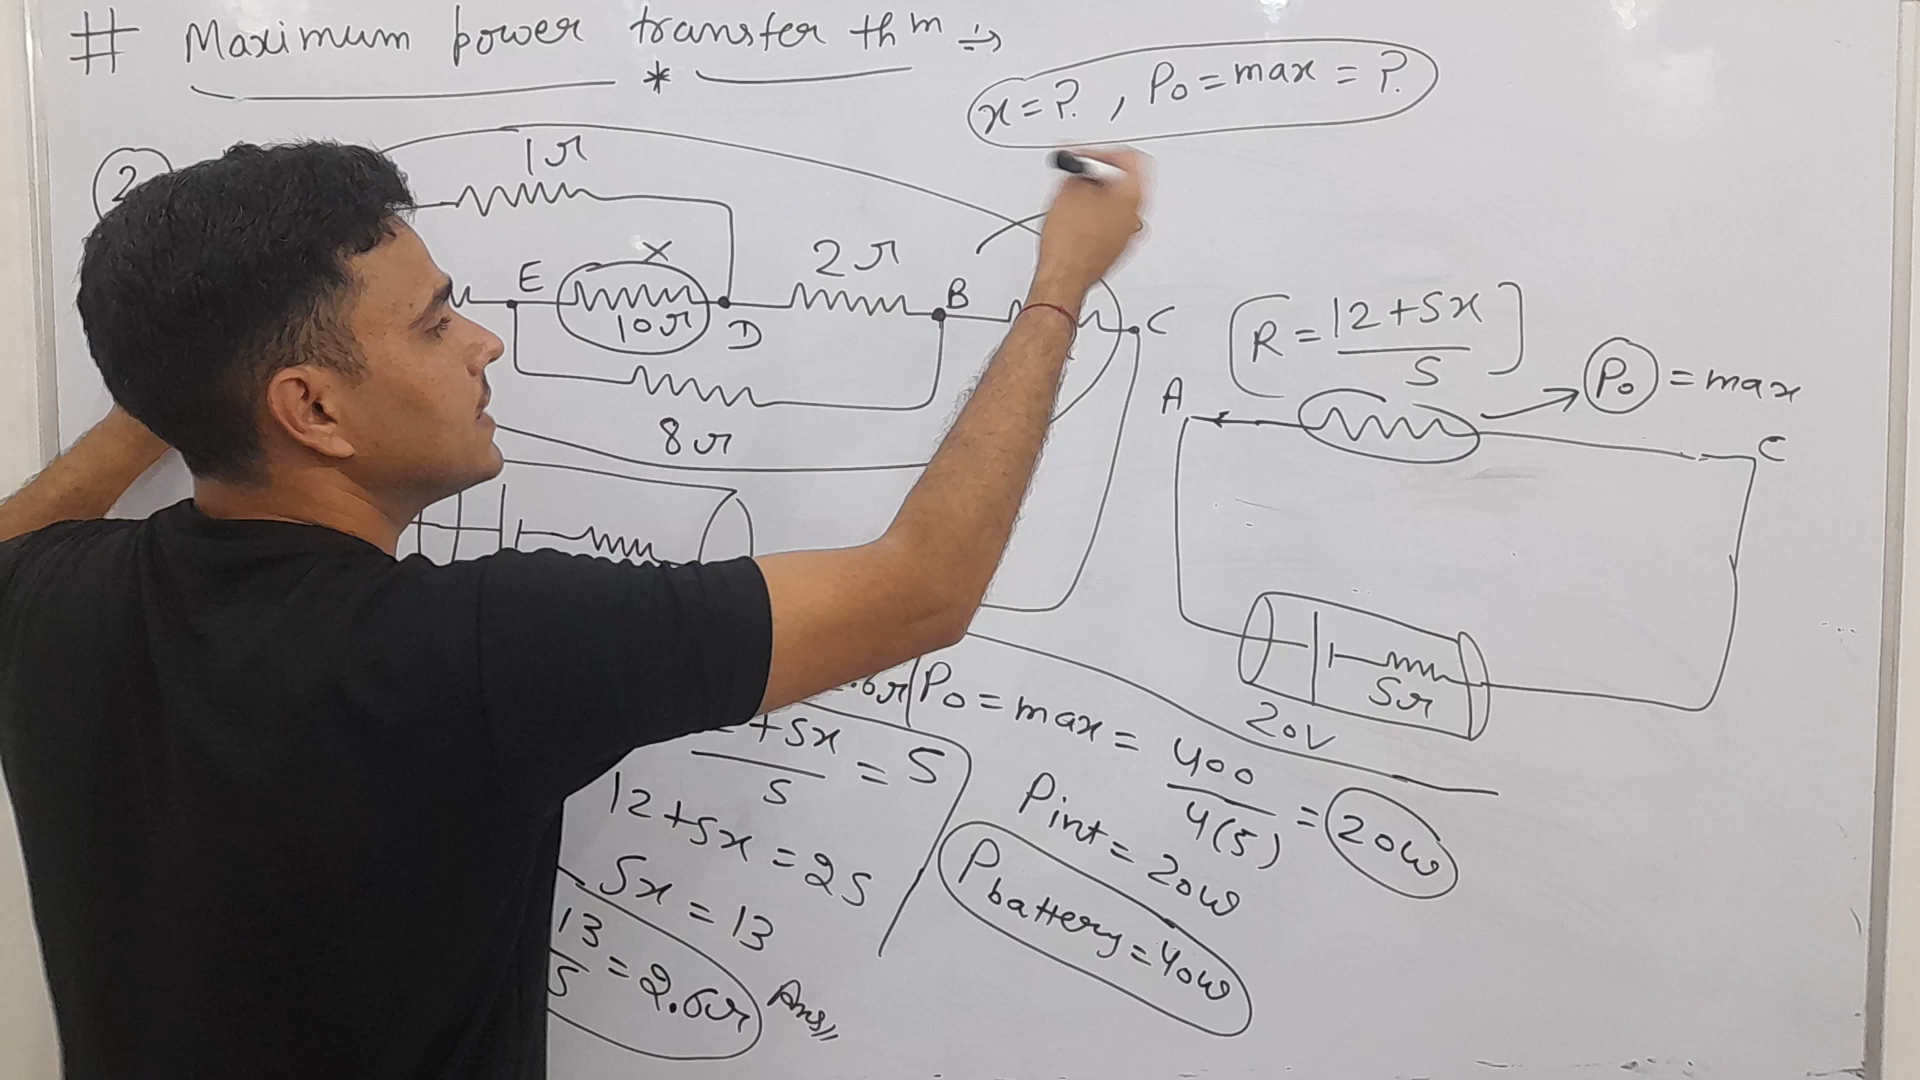 # Maximum power transfer thm ⇒
x = ? , Po = max = ?
2
1Ω
E
X
10Ω
D
2Ω
B
C
8Ω
R = 12+5x / 5
Po = max
A
C
20V
5Ω
.6Ω
Po = max = 400 / 4(5) = 20W
+5x / 5 = 5
12+5x = 25
5x = 13
13 / 5 = 2.6Ω Ans
Pint = 20W
Pbattery = 40W